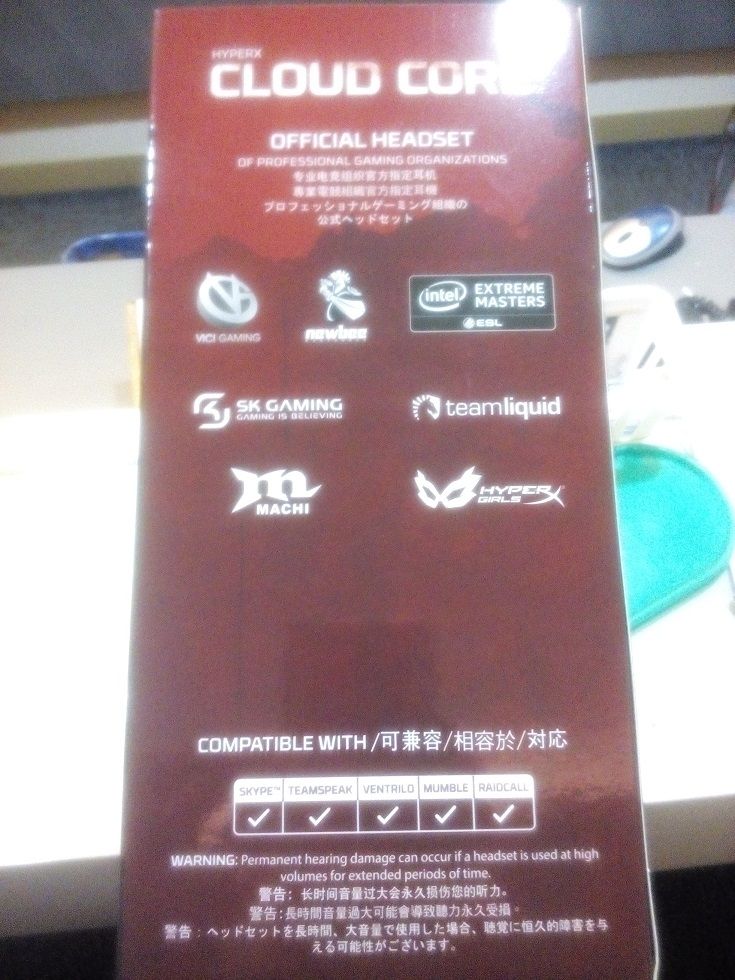 HYPERX
CLOUD CORE
OFFICIAL HEADSET
OF PROFESSIONAL GAMING ORGANIZATIONS
专业电竞组织官方指定耳机
專業電競組織官方指定耳機
プロフェッショナルゲーミング組織の
公式ヘッドセット
VICI GAMING
newbee
intel EXTREME MASTERS
ESL
SK GAMING
GAMING IS BELIEVING
teamliquid
MACHI
HYPERX
GIRLS
COMPATIBLE WITH /可兼容/相容於/対応
SKYPE™ TEAMSPEAK VENTRILO MUMBLE RAIDCALL
WARNING: Permanent hearing damage can occur if a headset is used at high
volumes for extended periods of time.
警告：长时间音量过大会永久损伤您的听力。
警告:長時間音量過大可能會導致聽力永久受損。
警告：ヘッドセットを長時間、大音量で使用した場合、聴覚に恒久的障害を与
える可能性がございます。